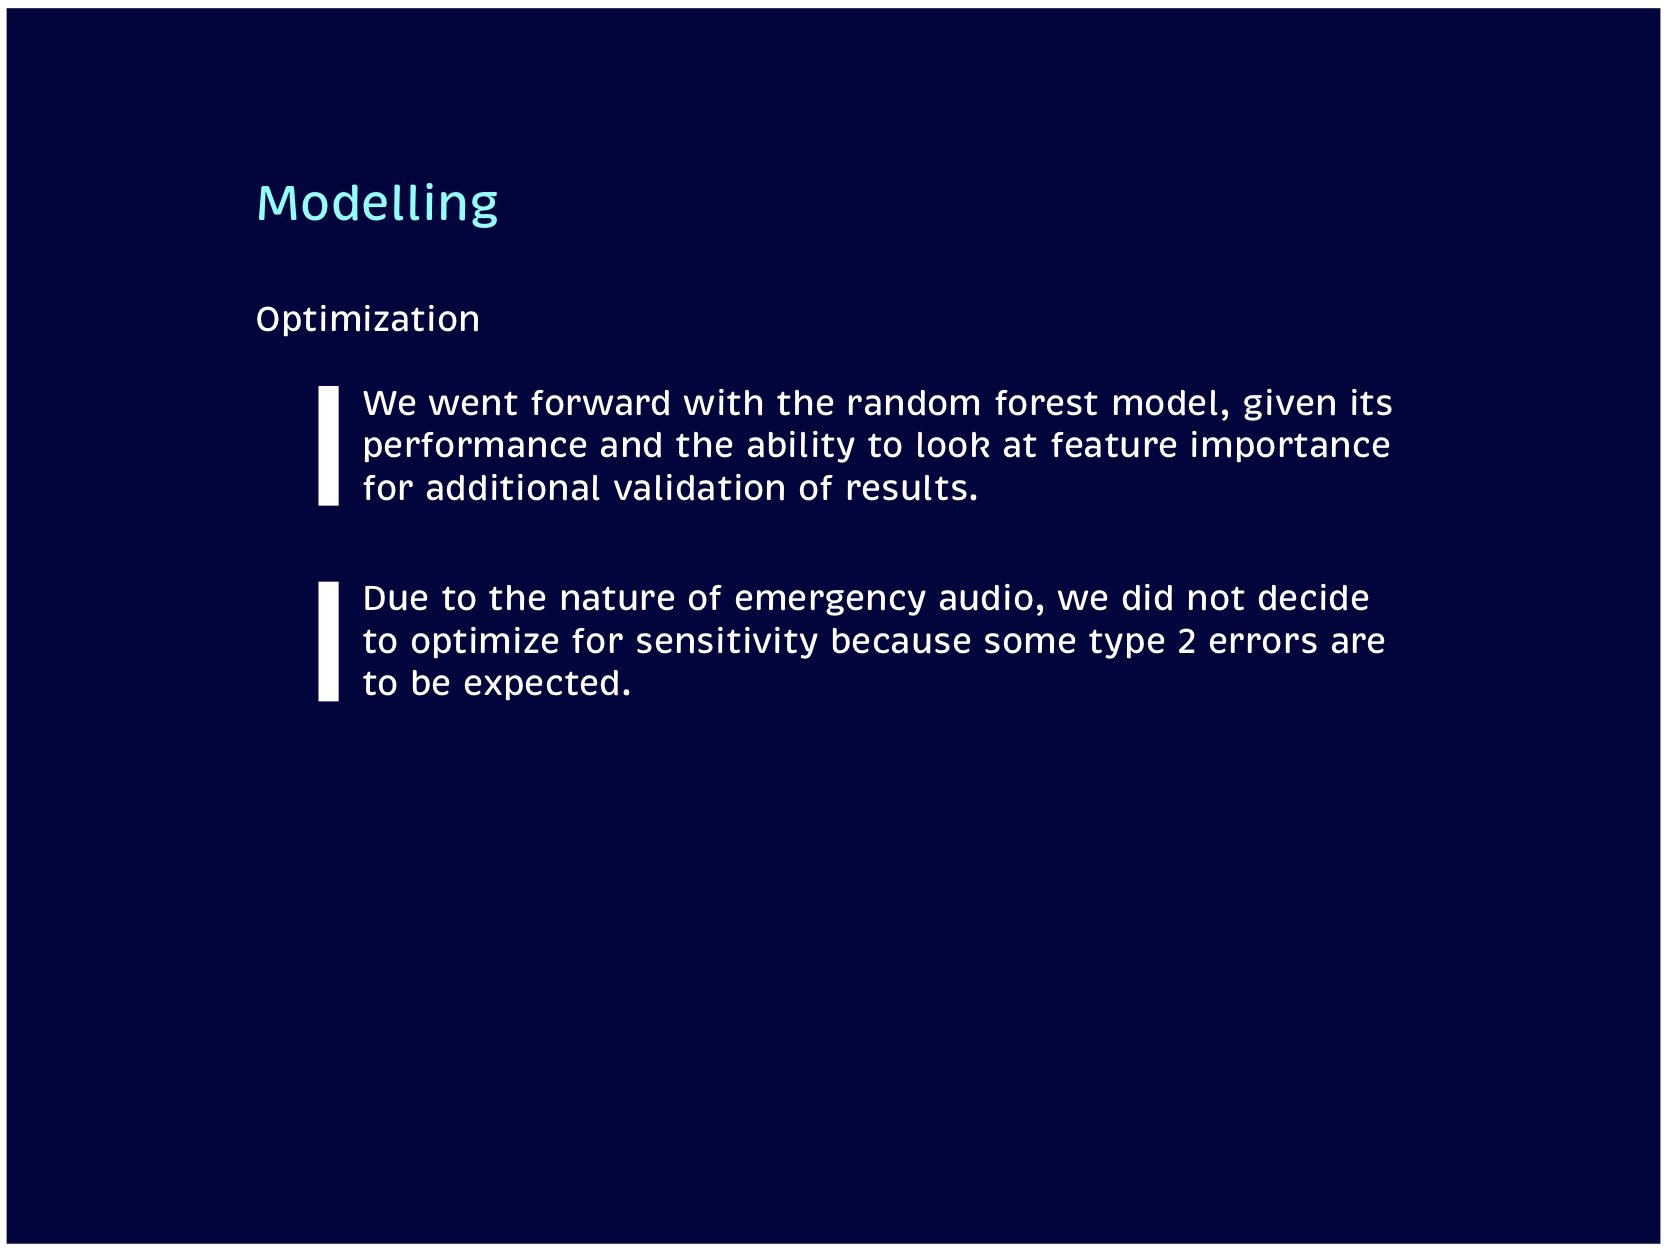 Modelling
Optimization
We went forward with the random forest model, given its
performance and the ability to look at feature importance
for additional validation of results.
Due to the nature of emergency audio, we did not decide
to optimize for sensitivity because some type 2 errors are
to be expected.